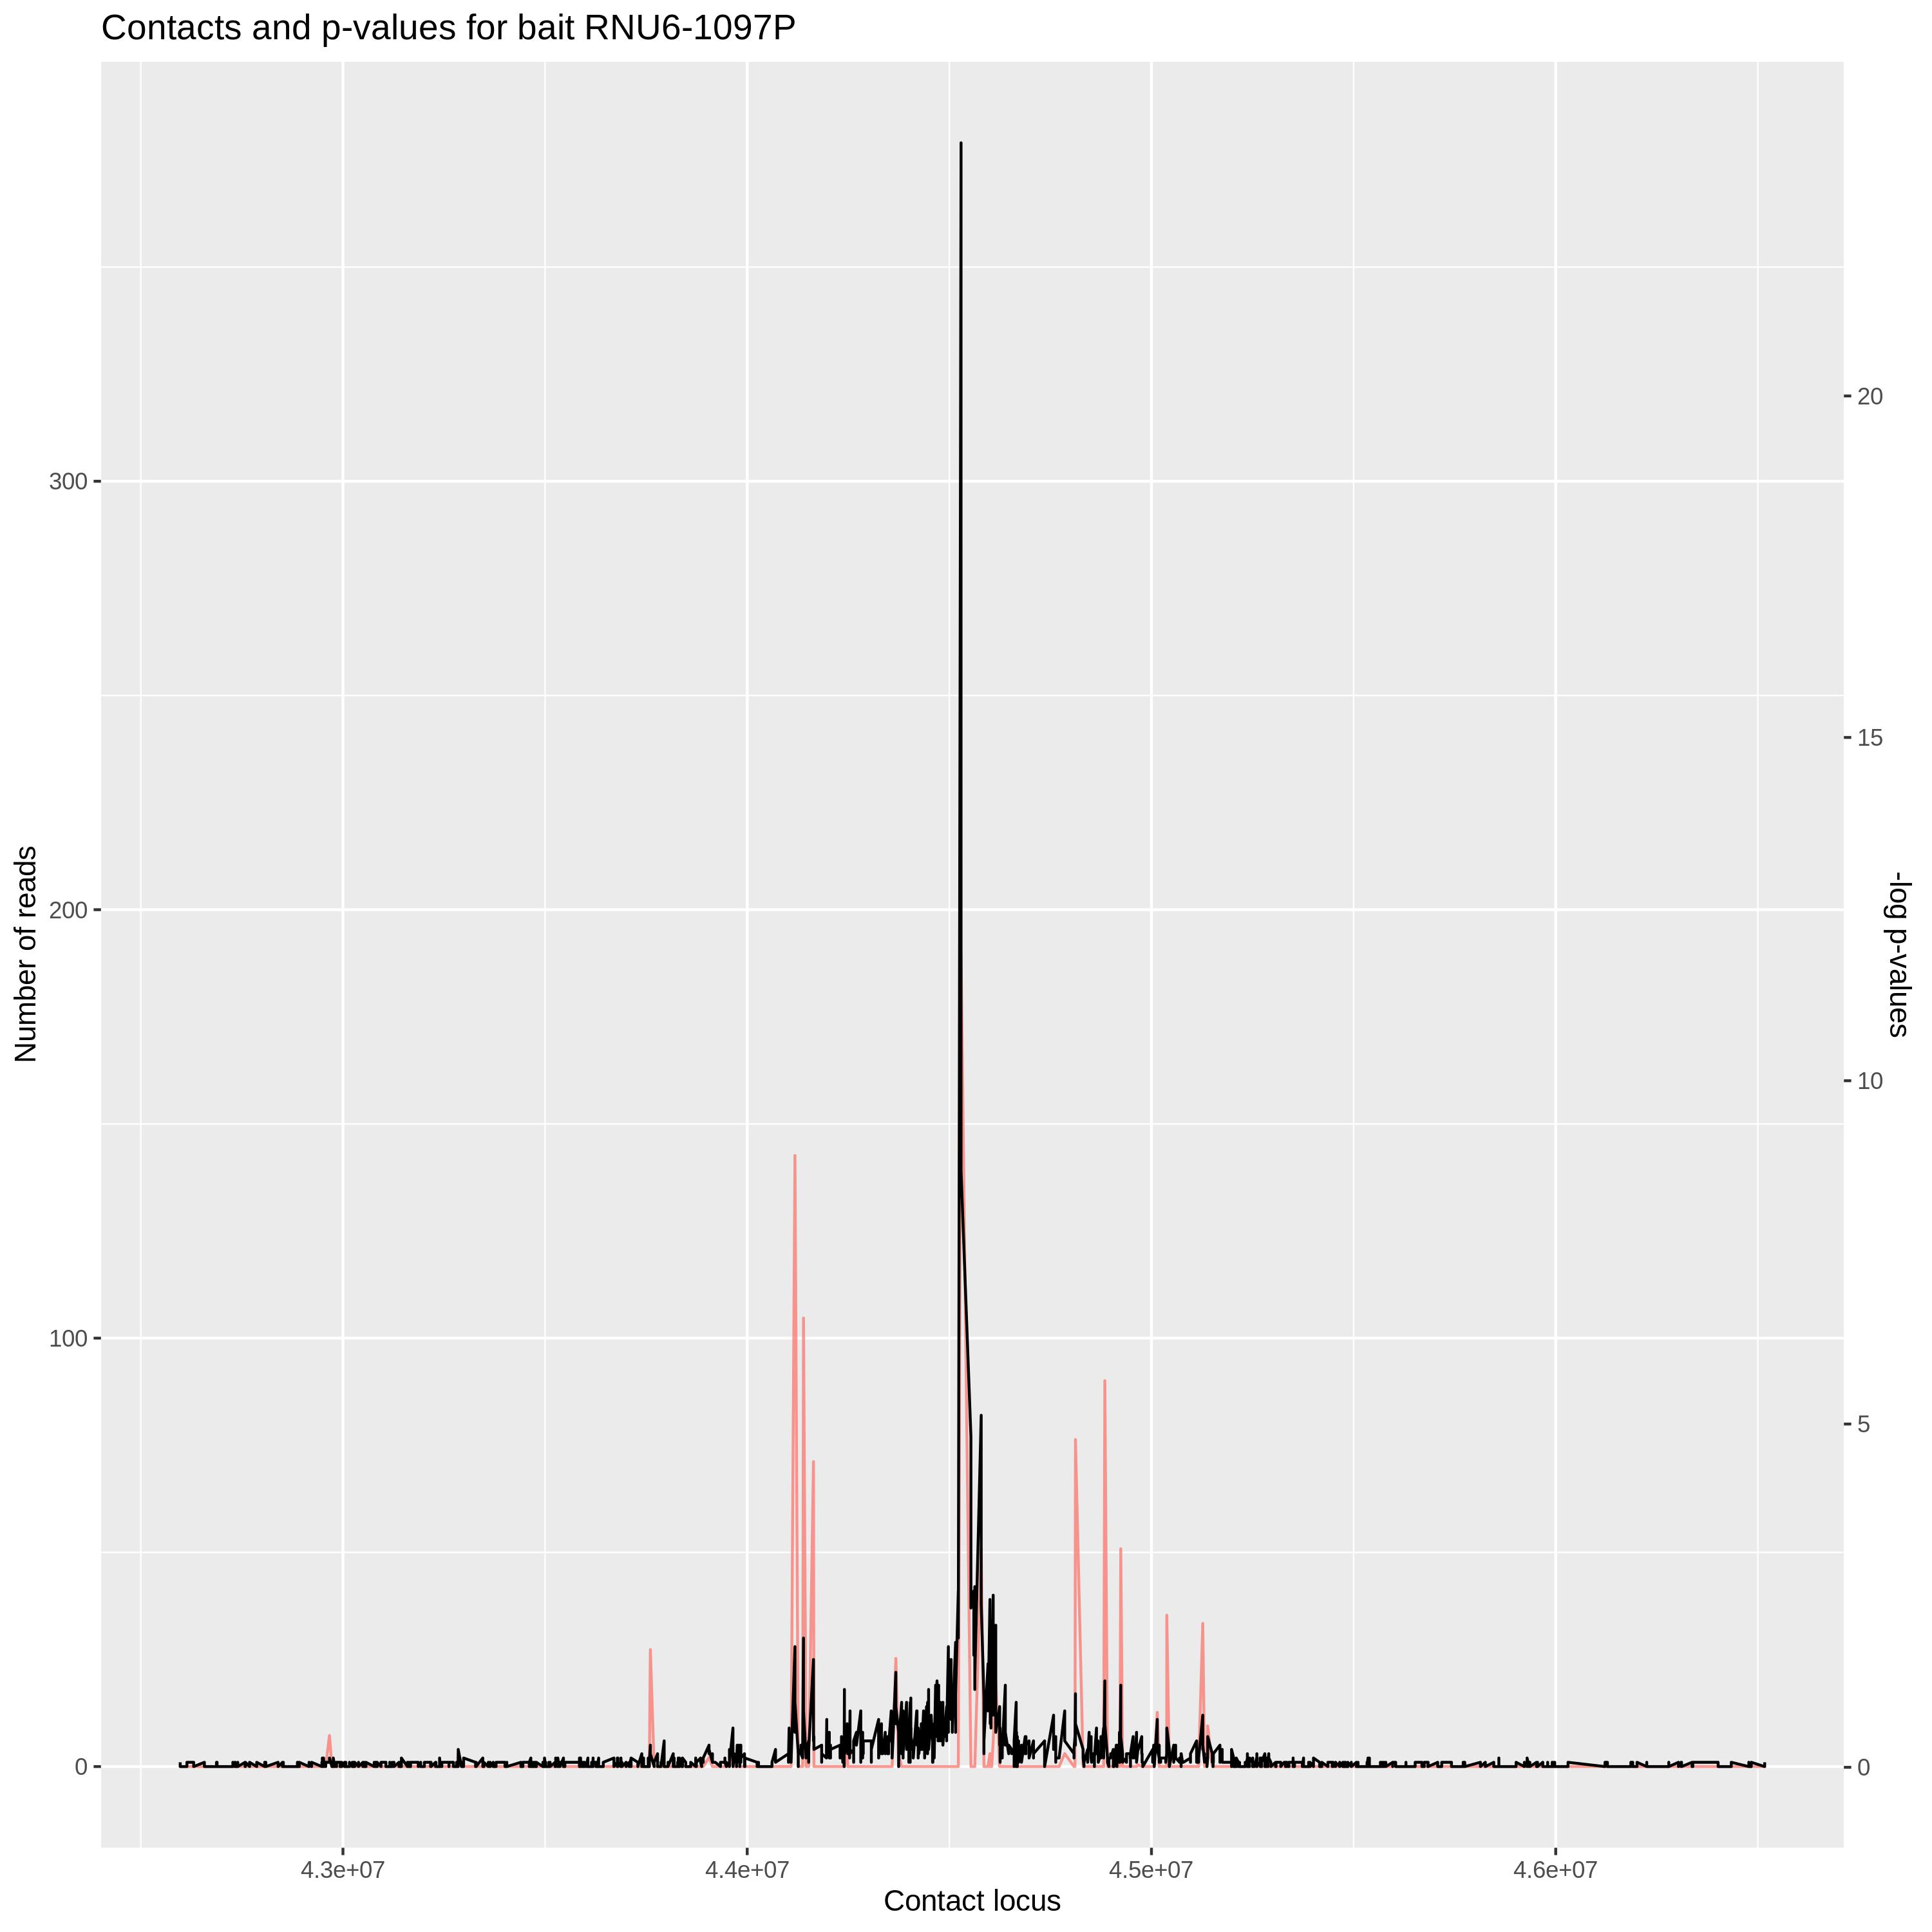 Contacts and p-values for bait RNU6-1097P
300
200
100
0
Number of reads
20
15
10
5
0
-log p-values
4.3e+07
4.4e+07
4.5e+07
4.6e+07
Contact locus